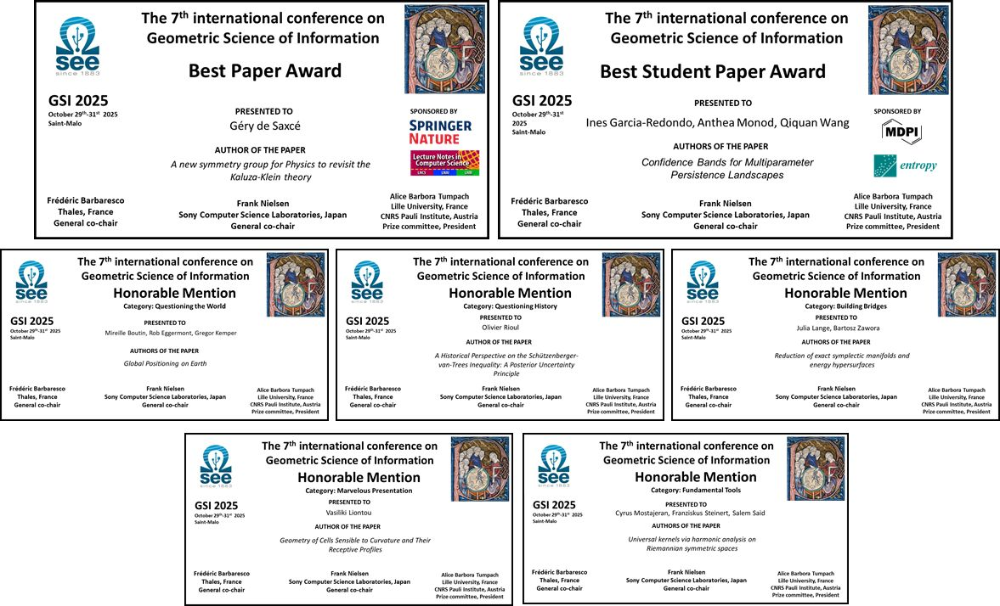 The 7th international conference on
Geometric Science of Information
Best Paper Award
see
since 1883
GSI 2025
October 29th-31st 2025
Saint-Malo
PRESENTED TO
Géry de Saxcé
AUTHOR OF THE PAPER
A new symmetry group for Physics to revisit the
Kaluza-Klein theory
SPONSORED BY
SPRINGER
NATURE
Lecture Notes in
Computer Science
LNCS LNAI LNBI
Frédéric Barbaresco
Thales, France
General co-chair
Frank Nielsen
Sony Computer Science Laboratories, Japan
General co-chair
Alice Barbora Tumpach
Lille University, France
CNRS Pauli Institute, Austria
Prize committee, President
The 7th international conference on
Geometric Science of Information
Best Student Paper Award
see
since 1883
GSI 2025
October 29th-31st
2025
Saint-Malo
PRESENTED TO
Ines Garcia-Redondo, Anthea Monod, Qiquan Wang
AUTHORS OF THE PAPER
Confidence Bands for Multiparameter
Persistence Landscapes
SPONSORED BY
MDPI
entropy
Frédéric Barbaresco
Thales, France
General co-chair
Frank Nielsen
Sony Computer Science Laboratories, Japan
General co-chair
Alice Barbora Tumpach
Lille University, France
CNRS Pauli Institute, Austria
Prize committee, President
The 7th international conference on
Geometric Science of Information
Honorable Mention
Category: Questioning the World
see
since 1883
GSI 2025
October 29th-31st 2025
Saint-Malo
PRESENTED TO
Mireille Boutin, Rob Eggermont, Gregor Kemper
AUTHORS OF THE PAPER
Global Positioning on Earth
Frédéric Barbaresco
Thales, France
General co-chair
Frank Nielsen
Sony Computer Science Laboratories, Japan
General co-chair
Alice Barbora Tumpach
Lille University, France
CNRS Pauli Institute, Austria
Prize committee, President
The 7th international conference on
Geometric Science of Information
Honorable Mention
Category: Questioning History
see
since 1883
GSI 2025
October 29th-31st 2025
Saint-Malo
PRESENTED TO
Olivier Rioul
AUTHOR OF THE PAPER
A Historical Perspective on the Schützenberger-
van-Trees Inequality: A Posterior Uncertainty
Principle
Frédéric Barbaresco
Thales, France
General co-chair
Frank Nielsen
Sony Computer Science Laboratories, Japan
General co-chair
Alice Barbora Tumpach
Lille University, France
CNRS Pauli Institute, Austria
Prize committee, President
The 7th international conference on
Geometric Science of Information
Honorable Mention
Category: Building Bridges
see
since 1883
GSI 2025
October 29th-31st 2025
Saint-Malo
PRESENTED TO
Julia Lange, Bartosz Zawora
AUTHORS OF THE PAPER
Reduction of exact symplectic manifolds and
energy hypersurfaces
Frédéric Barbaresco
Thales, France
General co-chair
Frank Nielsen
Sony Computer Science Laboratories, Japan
General co-chair
Alice Barbora Tumpach
Lille University, France
CNRS Pauli Institute, Austria
Prize committee, President
The 7th international conference on
Geometric Science of Information
Honorable Mention
Category: Marvelous Presentation
see
since 1883
GSI 2025
October 29th-31st 2025
Saint-Malo
PRESENTED TO
Vasiliki Liontou
AUTHOR OF THE PAPER
Geometry of Cells Sensible to Curvature and Their
Receptive Profiles
Frédéric Barbaresco
Thales, France
General co-chair
Frank Nielsen
Sony Computer Science Laboratories, Japan
General co-chair
Alice Barbora Tumpach
Lille University, France
CNRS Pauli Institute, Austria
Prize committee, President
The 7th international conference on
Geometric Science of Information
Honorable Mention
Category: Fundamental Tools
see
since 1883
GSI 2025
October 29th-31st 2025
Saint-Malo
PRESENTED TO
Cyrus Mostajeran, Franziskus Steinert, Salem Said
AUTHORS OF THE PAPER
Universal kernels via harmonic analysis on
Riemannian symmetric spaces
Frédéric Barbaresco
Thales, France
General co-chair
Frank Nielsen
Sony Computer Science Laboratories, Japan
General co-chair
Alice Barbora Tumpach
Lille University, France
CNRS Pauli Institute, Austria
Prize committee, President